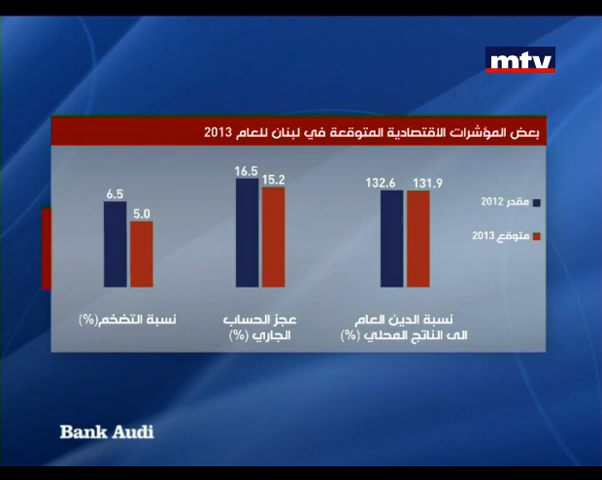 mtv
بعض المؤشرات الاقتصادية المتوقعة في لبنان للعام 2013
132.6 131.9
16.5
15.2
6.5
5.0
مقدر 2012
متوقع 2013
نسبة الدين العام
الى الناتج المحلي (%)
عجز الحساب
الجاري (%)
نسبة التضخم(%)
Bank Audi